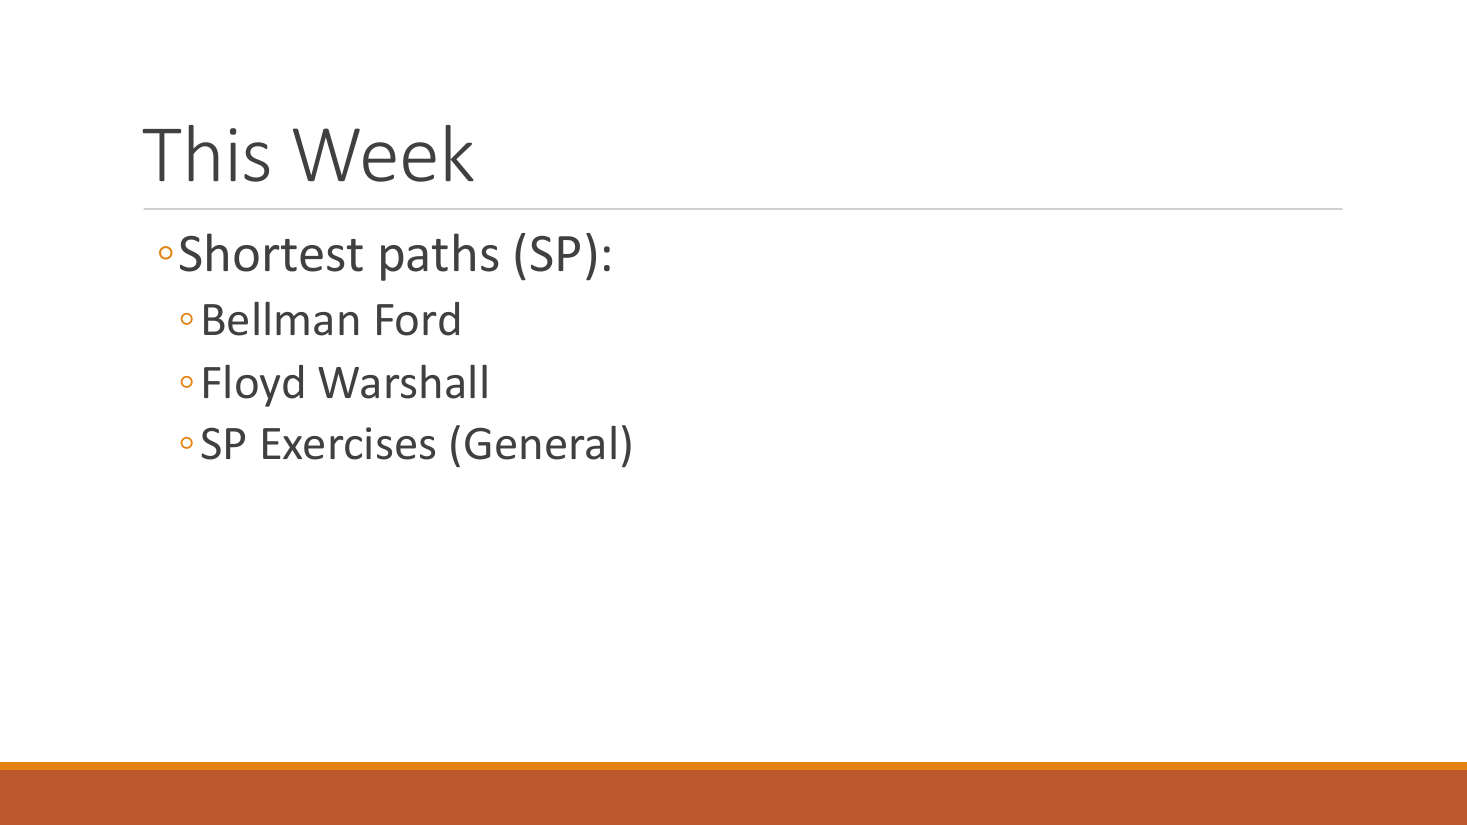 This Week
◦Shortest paths (SP):
◦Bellman Ford
◦Floyd Warshall
◦SP Exercises (General)